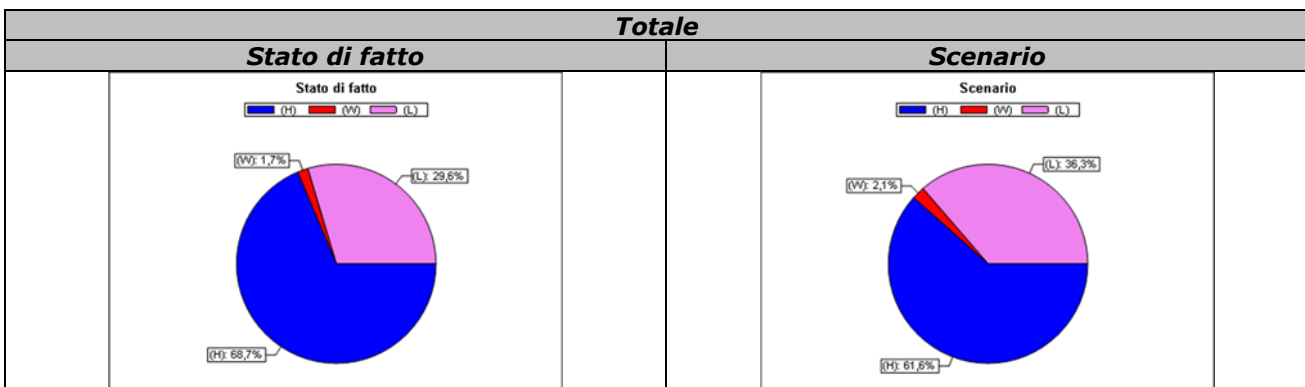 Totale
Stato di fatto
Scenario
Stato di fatto
(H) (W) (L)
(W): 1,7%
(L): 29,6%
(H): 68,7%
Scenario
(H) (W) (L)
(L): 36,3%
(W): 2,1%
(H): 61,6%